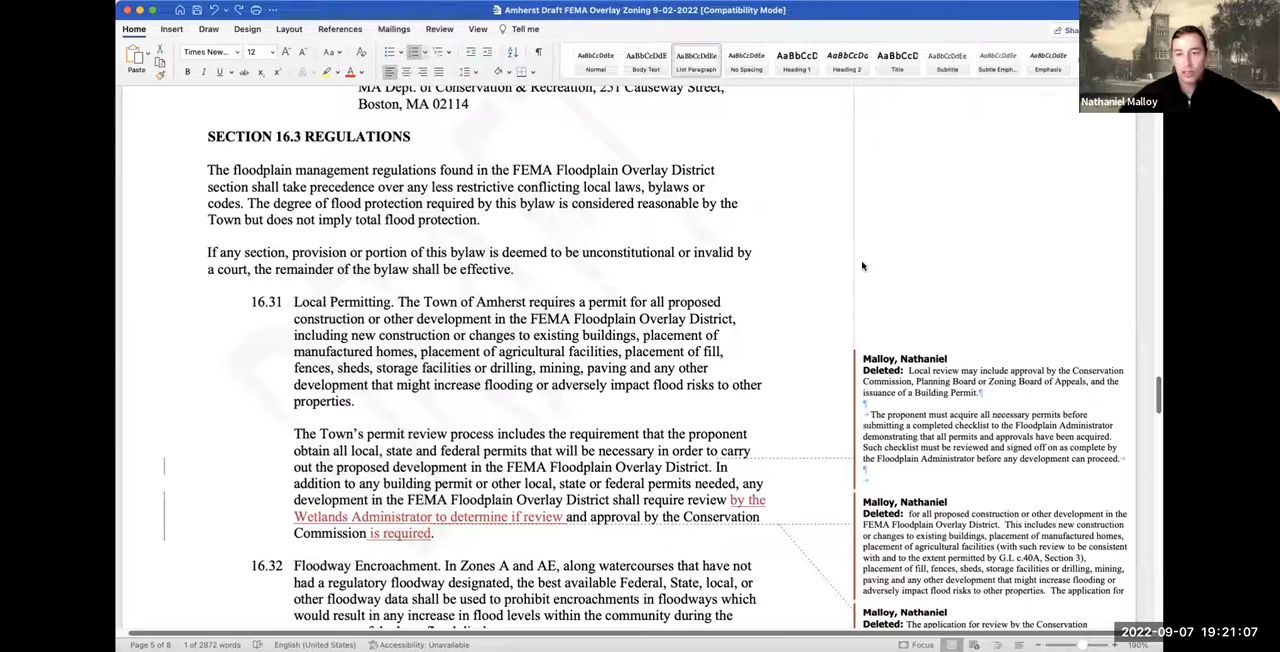 Amherst Draft FEMA Overlay Zoning 9-02-2022 [Compatibility Mode]
Home Insert Draw Design Layout References Mailings Review View Tell me
Paste
Times New... 12
AaBbCcDdEe AaBbCcDdEe AaBbCcDdEe AaBbCcDdEe AaBbCcD AaBbCcDd AaBbCcD AaBbCcDdEe AaBbCcDdEe AaBbCcDdEe
Normal Body Text List Paragraph No Spacing Heading 1 Heading 2 Title Subtitle Subtle Emph... Emphasis
Nathaniel Malloy
MA Dept. of Conservation & Recreation, 251 Causeway Street,
Boston, MA 02114
SECTION 16.3 REGULATIONS
The floodplain management regulations found in the FEMA Floodplain Overlay District
section shall take precedence over any less restrictive conflicting local laws, bylaws or
codes. The degree of flood protection required by this bylaw is considered reasonable by the
Town but does not imply total flood protection.
If any section, provision or portion of this bylaw is deemed to be unconstitutional or invalid by
a court, the remainder of the bylaw shall be effective.
16.31 Local Permitting. The Town of Amherst requires a permit for all proposed
construction or other development in the FEMA Floodplain Overlay District,
including new construction or changes to existing buildings, placement of
manufactured homes, placement of agricultural facilities, placement of fill,
fences, sheds, storage facilities or drilling, mining, paving and any other
development that might increase flooding or adversely impact flood risks to other
properties.
The Town's permit review process includes the requirement that the proponent
obtain all local, state and federal permits that will be necessary in order to carry
out the proposed development in the FEMA Floodplain Overlay District. In
addition to any building permit or other local, state or federal permits needed, any
development in the FEMA Floodplain Overlay District shall require review by the
Wetlands Administrator to determine if review and approval by the Conservation
Commission is required.
16.32 Floodway Encroachment. In Zones A and AE, along watercourses that have not
had a regulatory floodway designated, the best available Federal, State, local, or
other floodway data shall be used to prohibit encroachments in floodways which
would result in any increase in flood levels within the community during the
Malloy, Nathaniel
Deleted: Local review may include approval by the Conservation
Commission, Planning Board or Zoning Board of Appeals, and the
issuance of a Building Permit.¶
¶
The proponent must acquire all necessary permits before
submitting a completed checklist to the Floodplain Administrator
demonstrating that all permits and approvals have been acquired.
Such checklist must be reviewed and signed off on as complete by
the Floodplain Administrator before any development can proceed.
¶
Malloy, Nathaniel
Deleted: for all proposed construction or other development in the
FEMA Floodplain Overlay District. This includes new construction
or changes to existing buildings, placement of manufactured homes,
placement of agricultural facilities (with such review to be consistent
with and to the extent permitted by G.L c.40A, Section 3),
placement of fill, fences, sheds, storage facilities or drilling, mining,
paving and any other development that might increase flooding or
adversely impact flood risks to other properties. The application for
Malloy, Nathaniel
Deleted: The application for review by the Conservation
Page 5 of 8 1 of 2872 words English (United States) Accessibility: Unavailable Focus 190%
2022-09-07 19:21:07